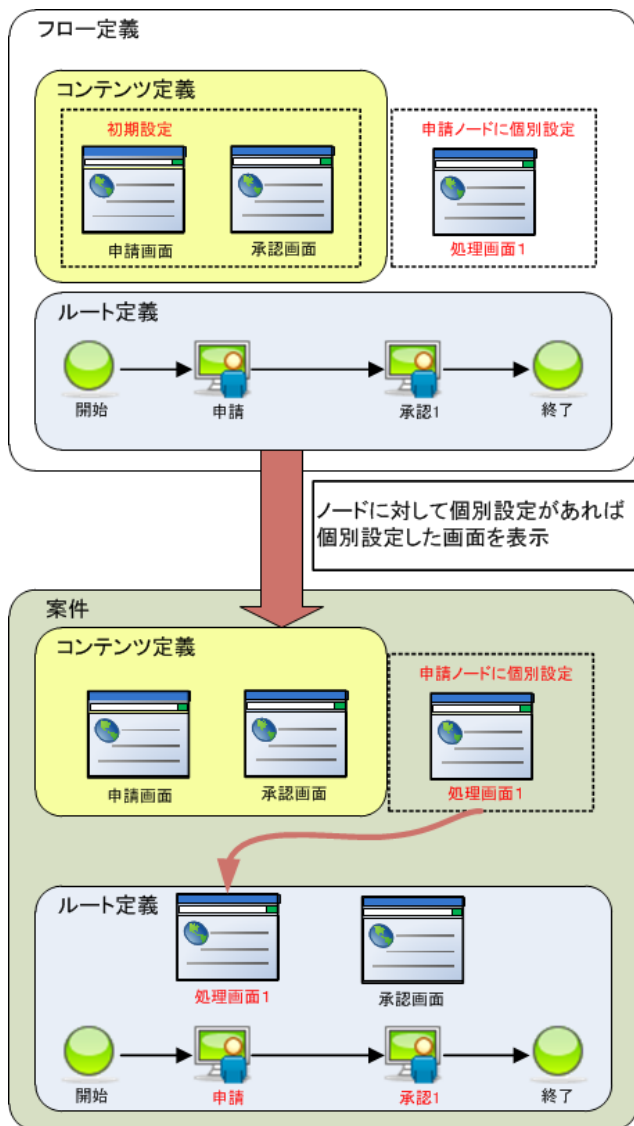 フロー定義
コンテンツ定義
初期設定
申請ノードに個別設定
申請画面
承認画面
処理画面1
ルート定義
開始
申請
承認1
終了
ノードに対して個別設定があれば
個別設定した画面を表示
案件
コンテンツ定義
申請ノードに個別設定
申請画面
承認画面
処理画面1
ルート定義
処理画面1
承認画面
開始
申請
承認1
終了